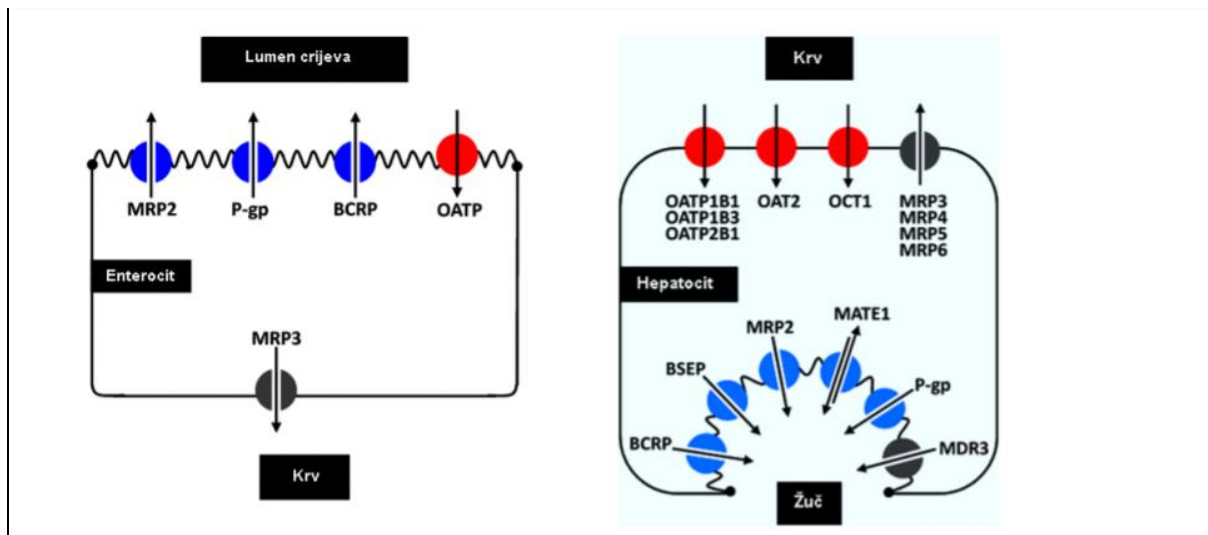 Lumen crijeva
MRP2
P-gp
BCRP
OATP
Enterocit
MRP3
Krv
Krv
OATP1B1
OATP1B3
OATP2B1
OAT2
OCT1
MRP3
MRP4
MRP5
MRP6
Hepatocit
MATE1
MRP2
BSEP
P-gp
BCRP
MDR3
Žuč